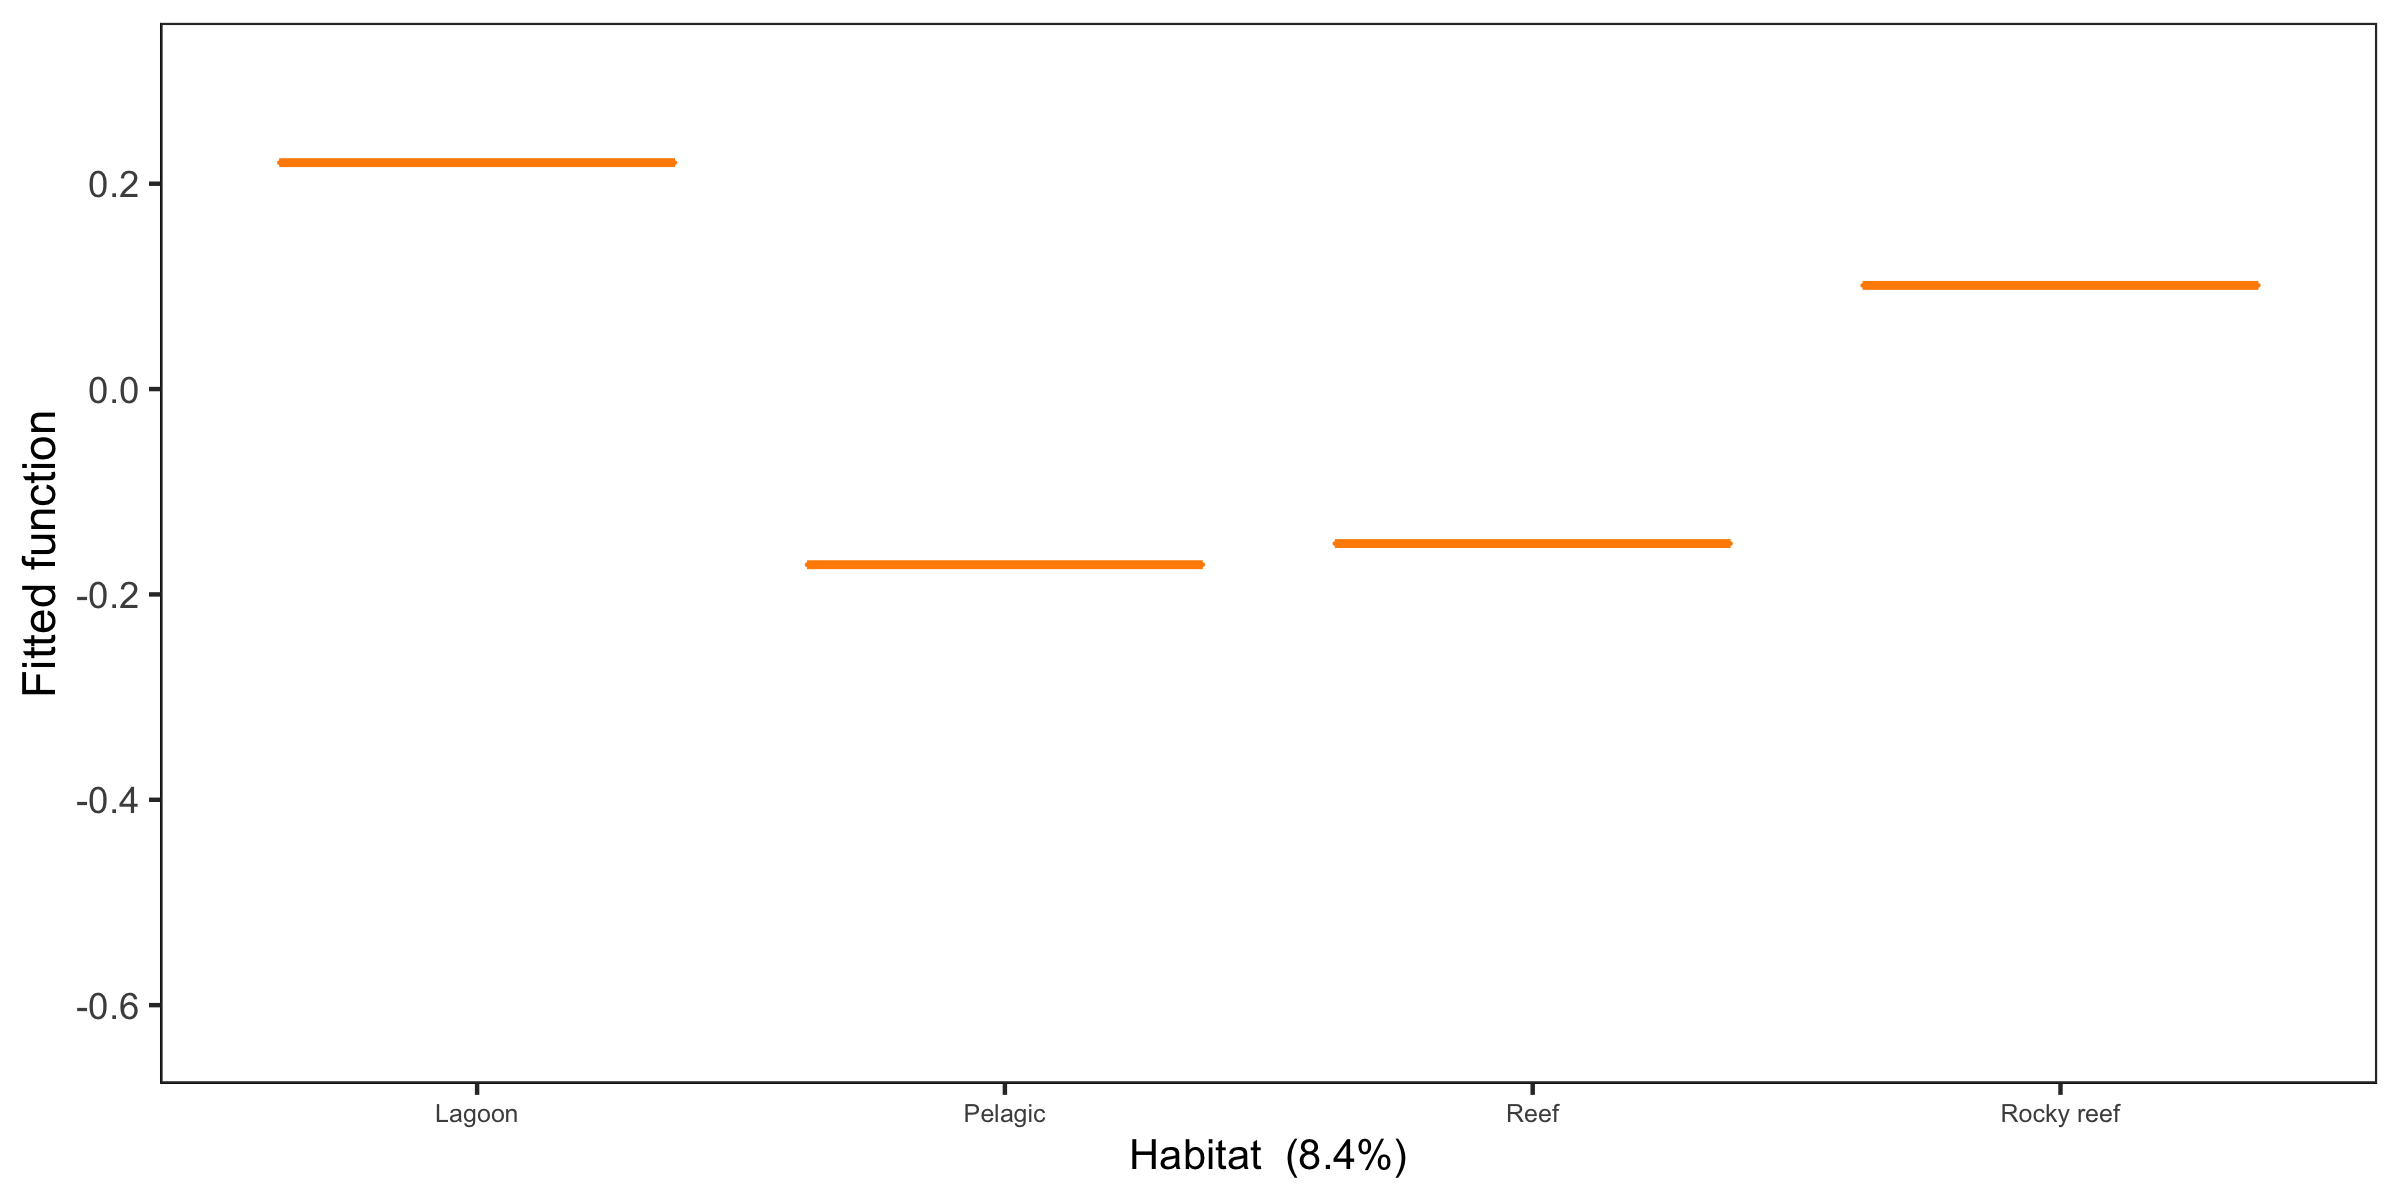 Fitted function
0.2
0.0
-0.2
-0.4
-0.6
Lagoon Pelagic Reef Rocky reef
Habitat  (8.4%)